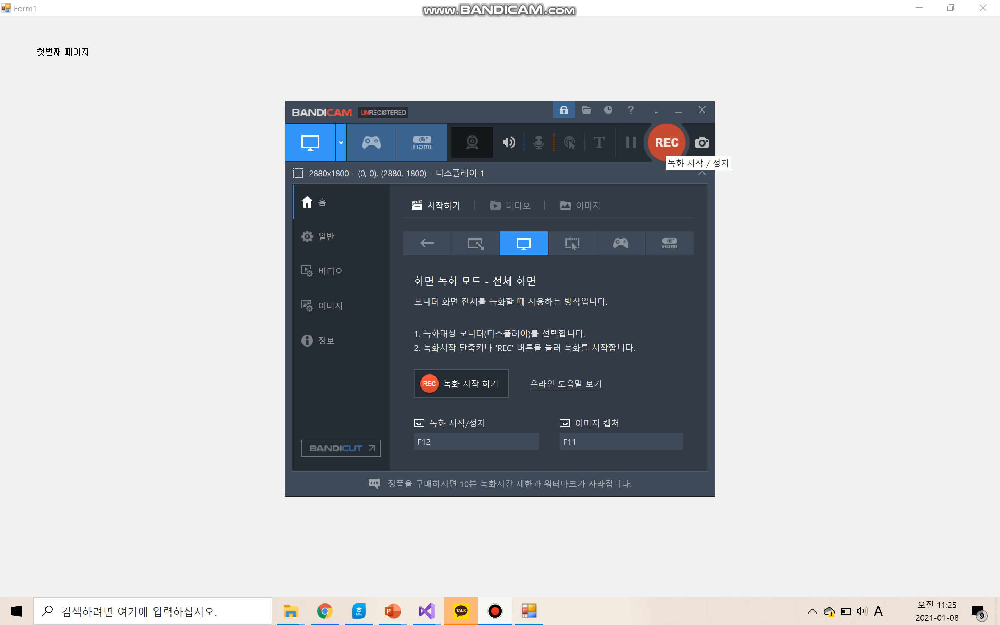 Form1
www.BANDICAM.com
첫번째 페이지
BANDICAM UNREGISTERED
HDMI
T
REC
녹화 시작 / 정지
2880x1800 - (0, 0), (2880, 1800) - 디스플레이 1
홈
일반
비디오
이미지
정보
BANDICUT
시작하기
비디오
이미지
HDMI
화면 녹화 모드 - 전체 화면
모니터 화면 전체를 녹화할 때 사용하는 방식입니다.
1. 녹화대상 모니터(디스플레이)를 선택합니다.
2. 녹화시작 단축키나 'REC' 버튼을 눌러 녹화를 시작합니다.
REC 녹화 시작 하기
온라인 도움말 보기
녹화 시작/정지
이미지 캡처
F12
F11
정품을 구매하시면 10분 녹화시간 제한과 워터마크가 사라집니다.
검색하려면 여기에 입력하십시오.
호
P
TALK
A
오전 11:25
2021-01-08
9